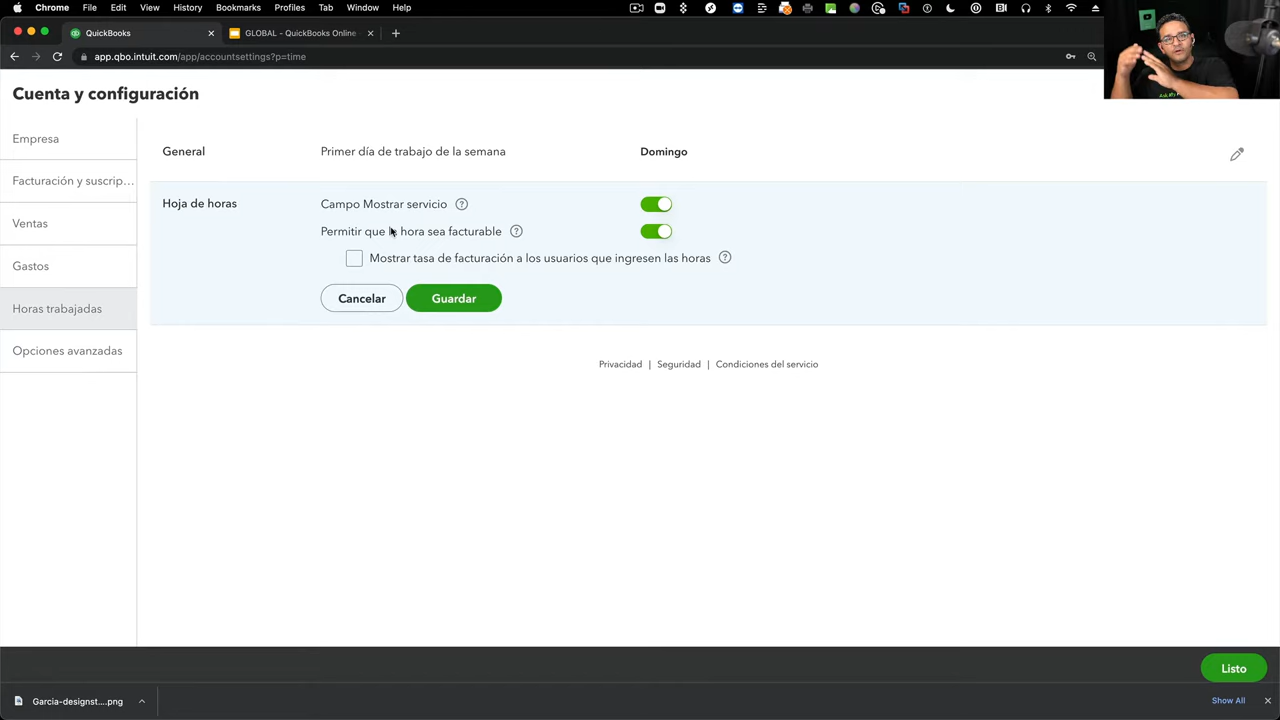 Chrome File Edit View History Bookmarks Profiles Tab Window Help
QuickBooks
GLOBAL - QuickBooks Online
app.qbo.intuit.com/app/accountsettings?p=time
Cuenta y configuración
Empresa
Facturación y suscrip...
Ventas
Gastos
Horas trabajadas
Opciones avanzadas
General
Primer día de trabajo de la semana
Domingo
Hoja de horas
Campo Mostrar servicio
Permitir que la hora sea facturable
Mostrar tasa de facturación a los usuarios que ingresen las horas
Cancelar
Guardar
Privacidad | Seguridad | Condiciones del servicio
Listo
Garcia-designst....png
Show All